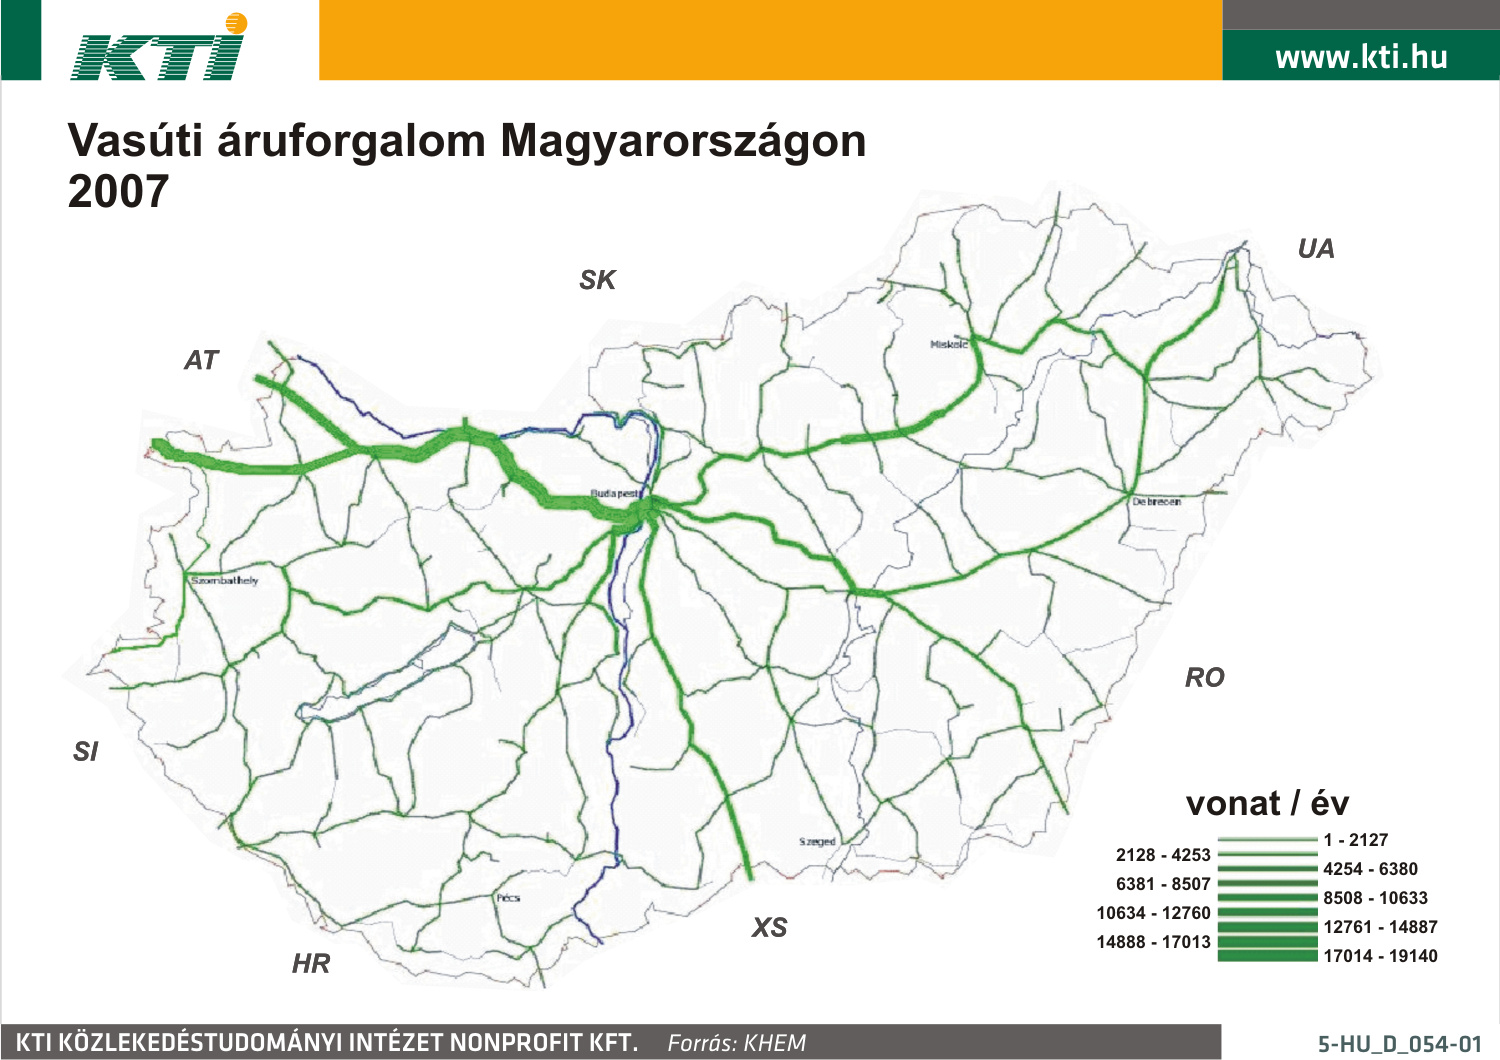 KTI
www.kti.hu
Vasúti áruforgalom Magyarországon
2007
UA
SK
AT
Miskolc
Budapest
Debrecen
Szombathely
RO
SI
vonat / év
1 - 2127
2128 - 4253
4254 - 6380
6381 - 8507
8508 - 10633
10634 - 12760
12761 - 14887
14888 - 17013
17014 - 19140
Szeged
Pécs
XS
HR
KTI KÖZLEKEDÉSTUDOMÁNYI INTÉZET NONPROFIT KFT. Forrás: KHEM
5-HU_D_054-01